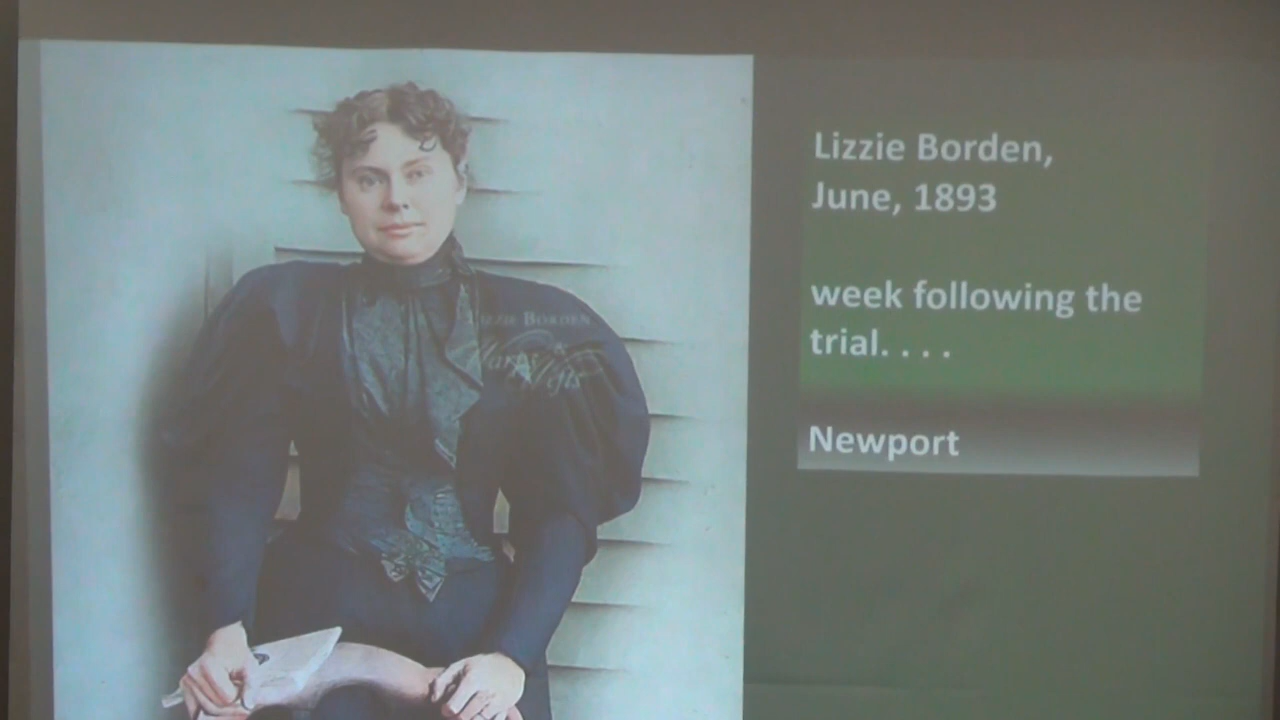 Lizzie Borden,
June, 1893
week following the
trial. . . .
Newport
LIZZIE BORDEN